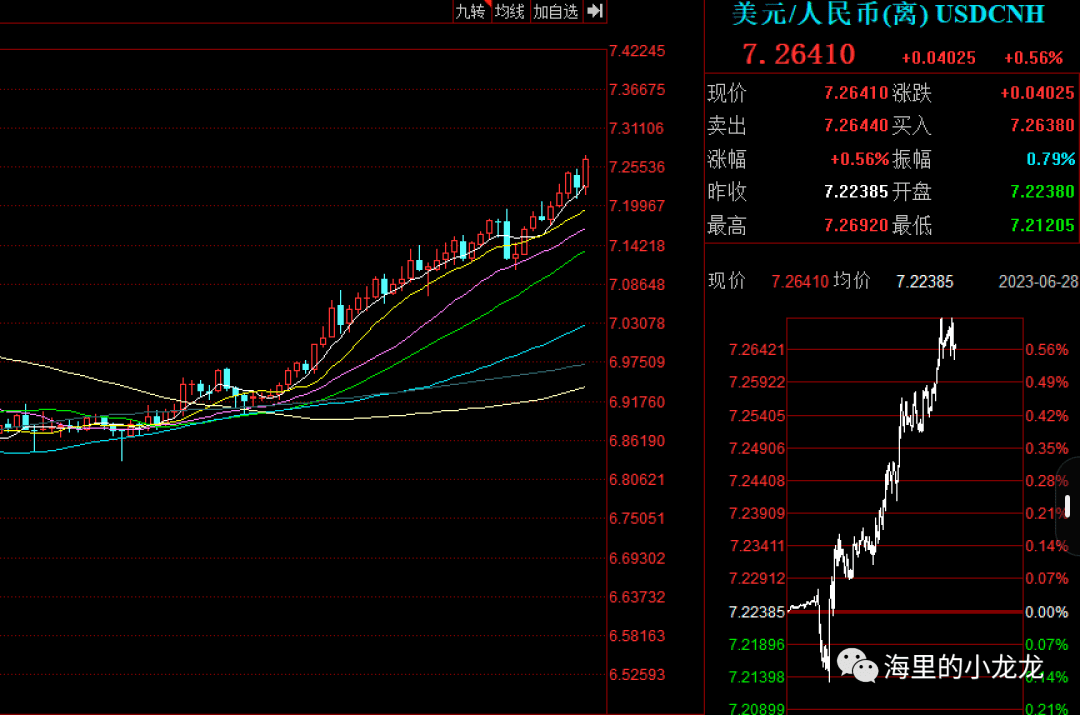 九转 均线 加自选
7.42245
7.36675
7.31106
7.25536
7.19967
7.14218
7.08648
7.03078
6.97509
6.91760
6.86190
6.80621
6.75051
6.69302
6.63732
6.58163
6.52593
美元/人民币(离) USDCNH
7.26410 +0.04025 +0.56%
现价 7.26410 涨跌 +0.04025
卖出 7.26440 买入 7.26380
涨幅 +0.56% 振幅 0.79%
昨收 7.22385 开盘 7.22380
最高 7.26920 最低 7.21205
现价 7.26410 均价 7.22385 2023-06-28
7.26421 0.56%
7.25922 0.49%
7.25405 0.42%
7.24906 0.35%
7.24408 0.28%
7.23909 0.21%
7.23411 0.14%
7.22912 0.07%
7.22385 0.00%
7.21896 0.07%
7.21398 0.14%
7.20899 0.21%
海里的小龙龙